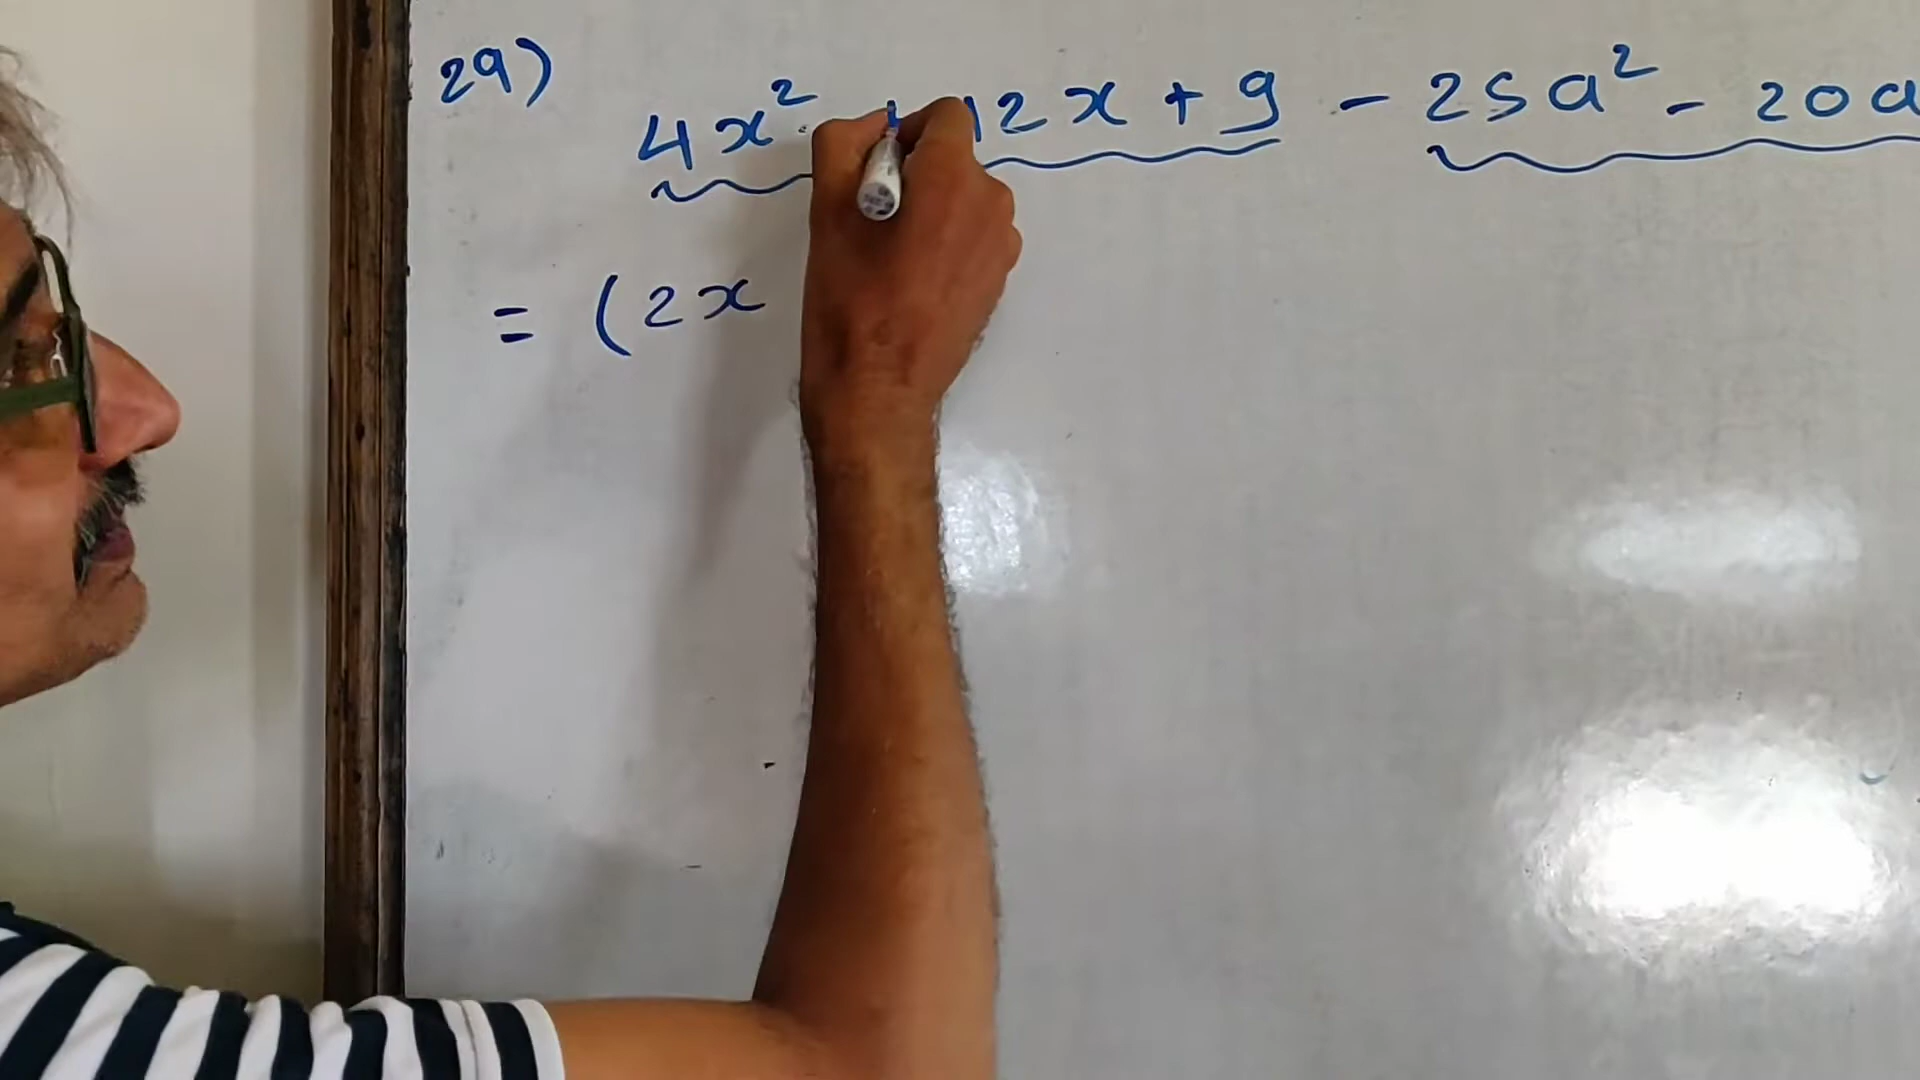 29) 4x² + 12x + 9 - 25a² - 20a
= (2x